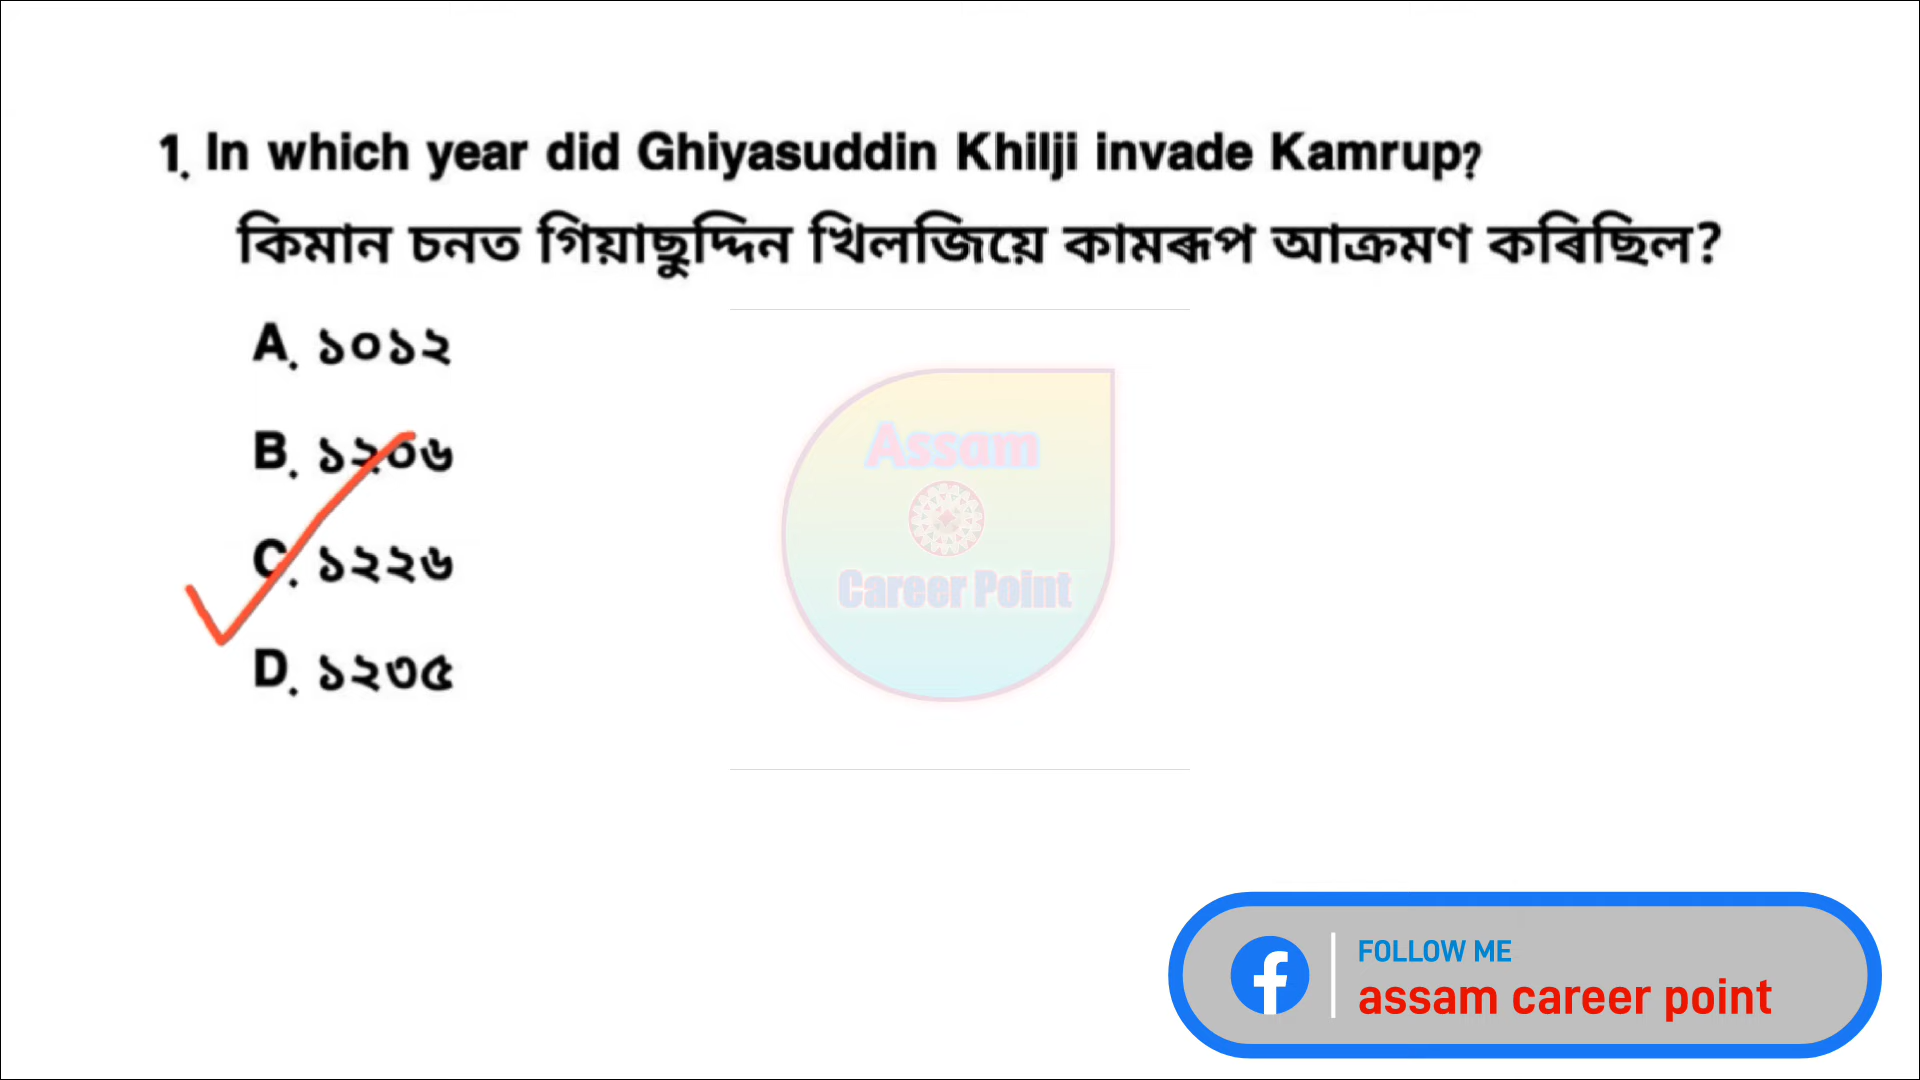 1. In which year did Ghiyasuddin Khilji invade Kamrup?
কিমান চনত গিয়াছুদ্দিন খিলজিয়ে কামৰূপ আক্ৰমণ কৰিছিল?
A. ১০১২
B. ১২০৬
C. ১২২৬
D. ১২৩৫
Assam
Career Point
FOLLOW ME
assam career point